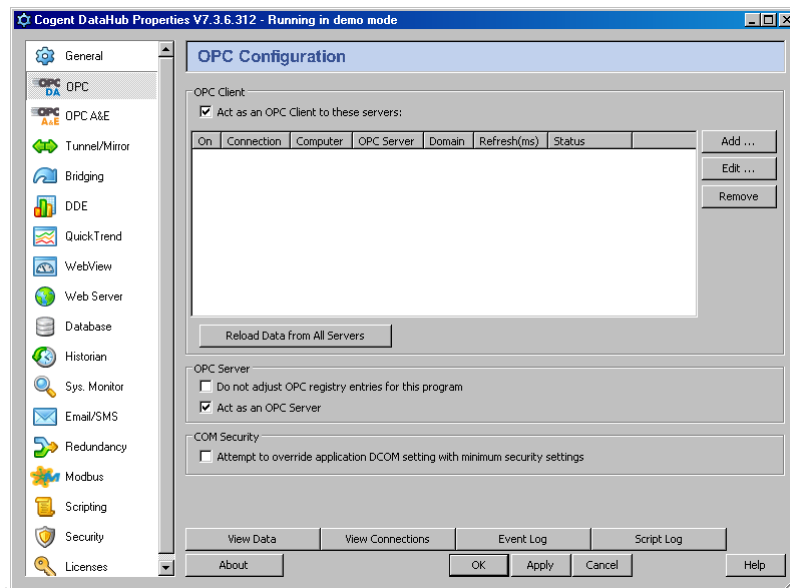 Cogent DataHub Properties V7.3.6.312 - Running in demo mode
General
OPC DA OPC
OPC A&E OPC A&E
Tunnel/Mirror
Bridging
DDE
QuickTrend
WebView
Web Server
Database
Historian
Sys. Monitor
Email/SMS
Redundancy
Modbus
Scripting
Security
Licenses
OPC Configuration
OPC Client
Act as an OPC Client to these servers:
On Connection Computer OPC Server Domain Refresh(ms) Status
Add ...
Edit ...
Remove
Reload Data from All Servers
OPC Server
Do not adjust OPC registry entries for this program
Act as an OPC Server
COM Security
Attempt to override application DCOM setting with minimum security settings
View Data View Connections Event Log Script Log
About OK Apply Cancel Help